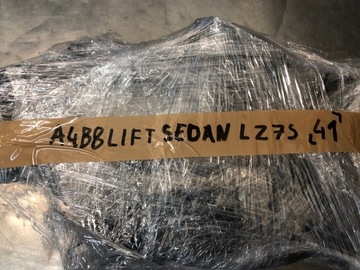 A4B8LIFT SEDAN LZ7S "41"